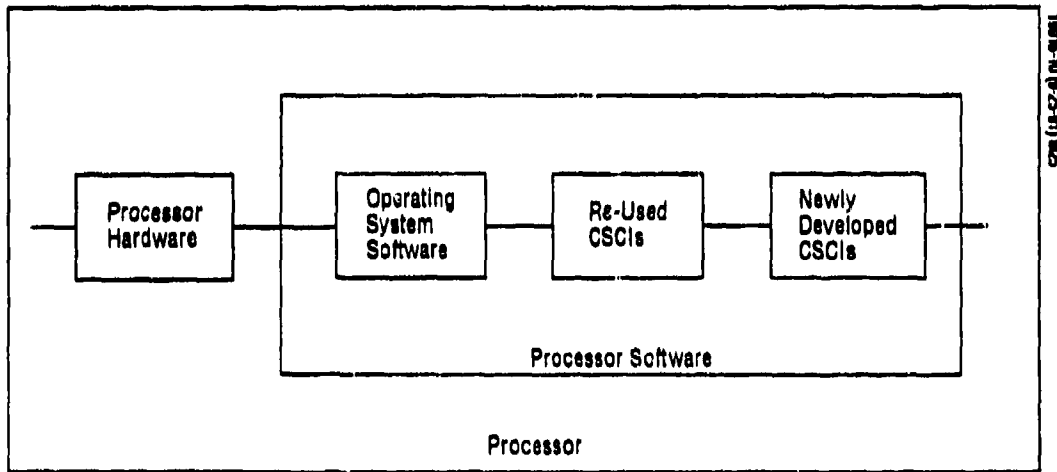 Processor
Hardware
Operating
System
Software
Re-Used
CSCIs
Newly
Developed
CSCIs
Processor Software
Processor